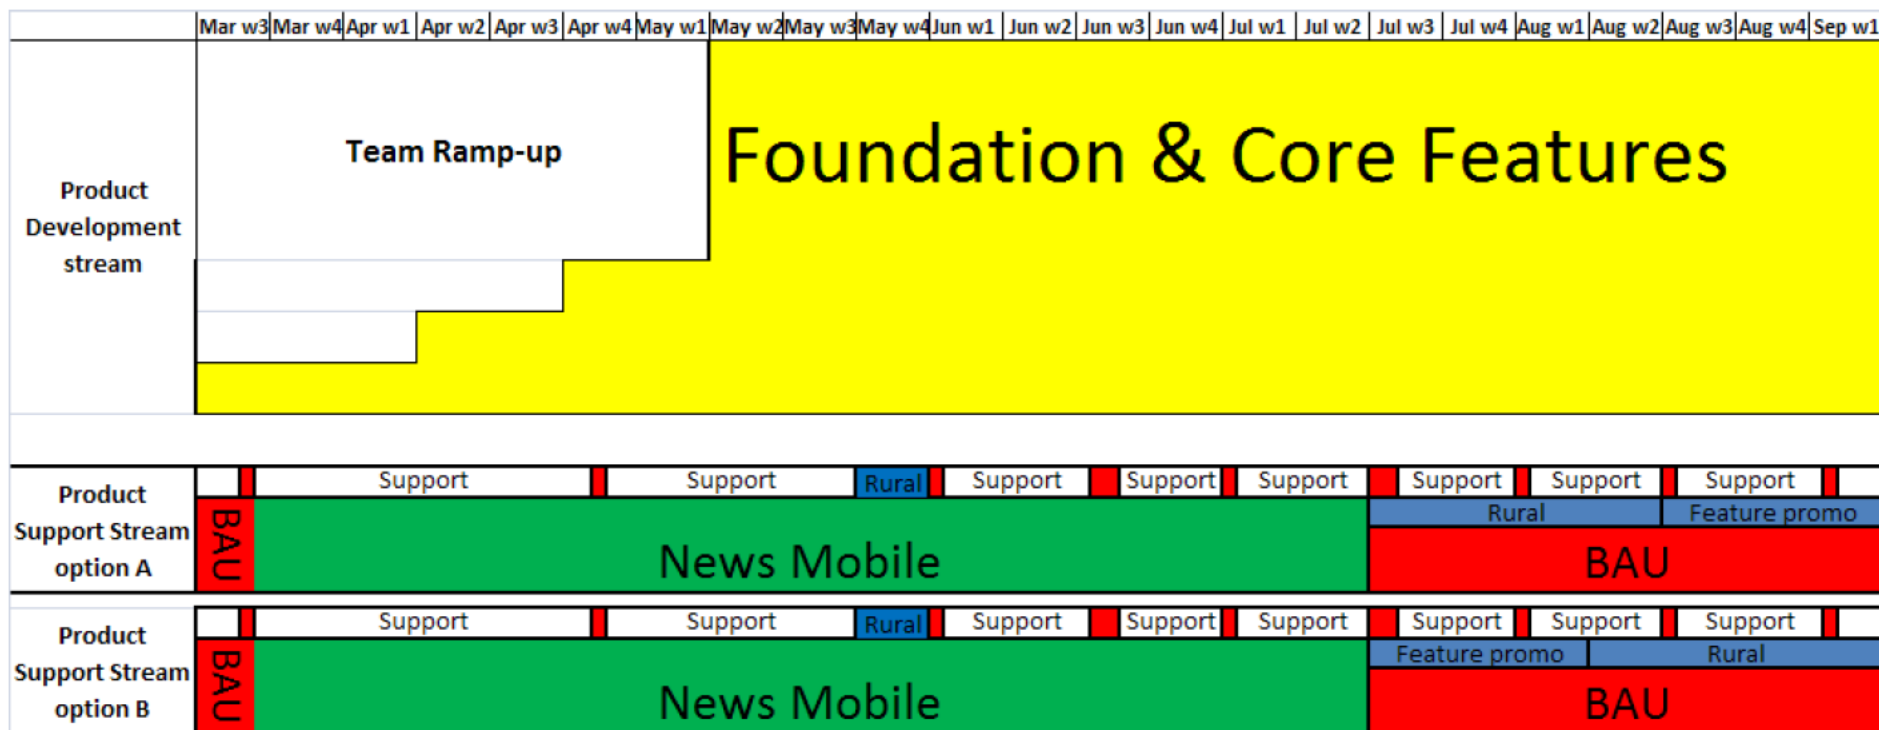 Mar w3 Mar w4 Apr w1 Apr w2 Apr w3 Apr w4 May w1 May w2 May w3 May w4 Jun w1 Jun w2 Jun w3 Jun w4 Jul w1 Jul w2 Jul w3 Jul w4 Aug w1 Aug w2 Aug w3 Aug w4 Sep w1
Product
Development
stream
Team Ramp-up
Foundation & Core Features
Product
Support Stream
option A
Support Support Rural Support Support Support Support Support Support
Rural Feature promo
BAU News Mobile BAU
Product
Support Stream
option B
Support Support Rural Support Support Support Support Support Support
Feature promo Rural
BAU News Mobile BAU